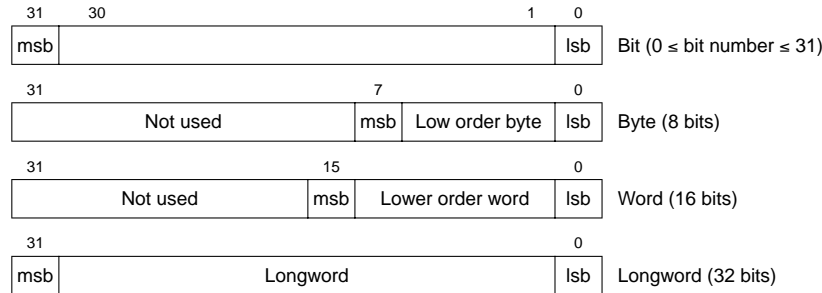 31 30 1 0
msb lsb Bit (0 ≤ bit number ≤ 31)
31 7 0
Not used msb Low order byte lsb Byte (8 bits)
31 15 0
Not used msb Lower order word lsb Word (16 bits)
31 0
msb Longword lsb Longword (32 bits)